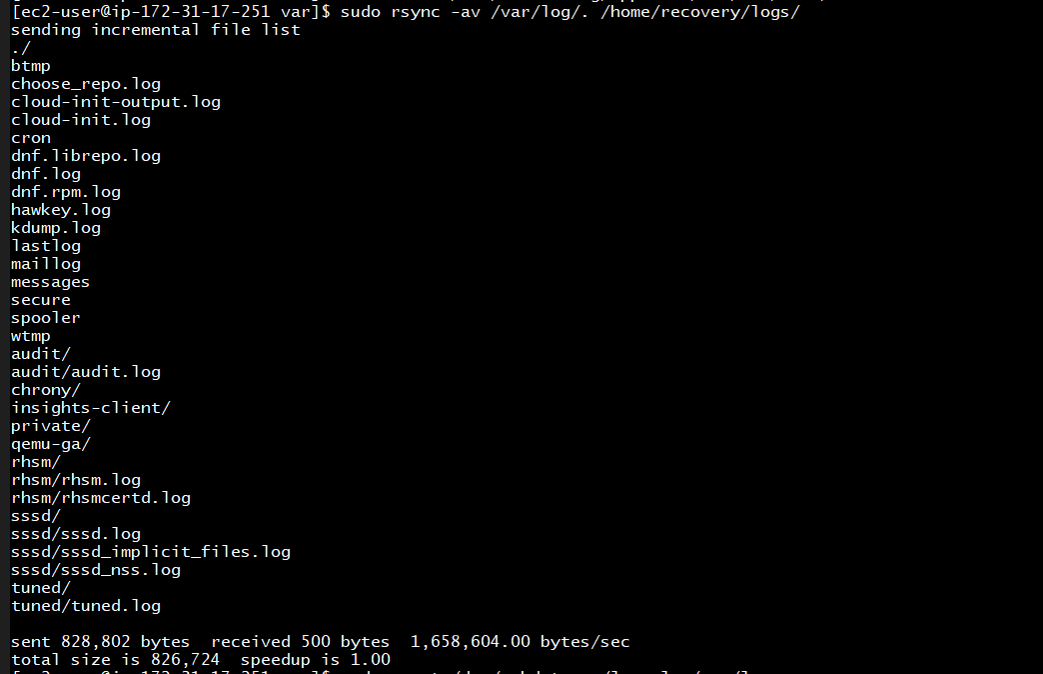 [ec2-user@ip-172-31-17-251 var]$ sudo rsync -av /var/log/. /home/recovery/logs/
sending incremental file list
./
btmp
choose_repo.log
cloud-init-output.log
cloud-init.log
cron
dnf.librepo.log
dnf.log
dnf.rpm.log
hawkey.log
kdump.log
lastlog
maillog
messages
secure
spooler
wtmp
audit/
audit/audit.log
chrony/
insights-client/
private/
qemu-ga/
rhsm/
rhsm/rhsm.log
rhsm/rhsmcertd.log
sssd/
sssd/sssd.log
sssd/sssd_implicit_files.log
sssd/sssd_nss.log
tuned/
tuned/tuned.log
sent 828,802 bytes  received 500 bytes  1,658,604.00 bytes/sec
total size is 826,724  speedup is 1.00